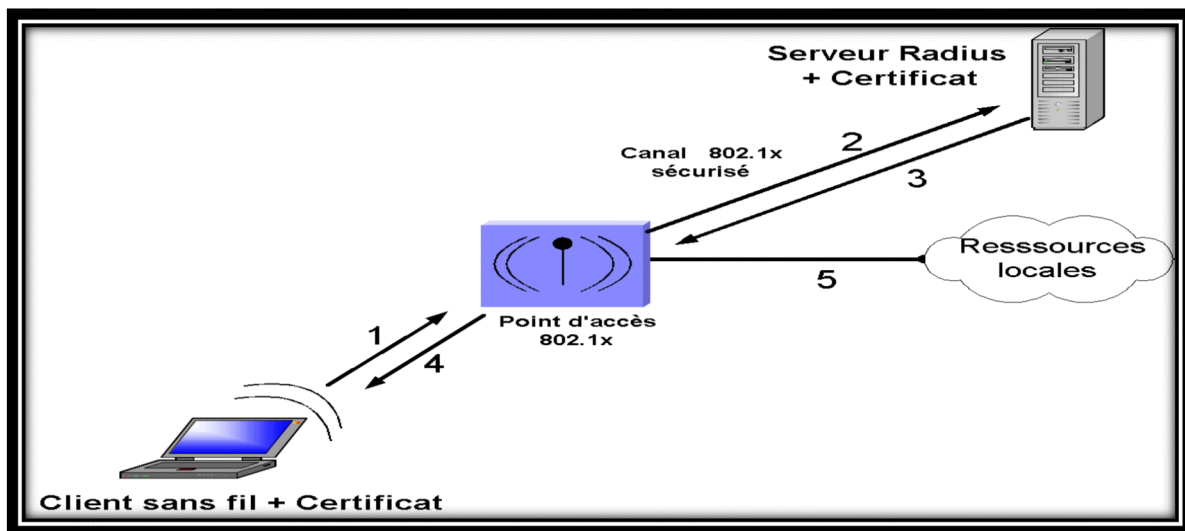 Serveur Radius
+ Certificat
Canal 802.1x
sécurisé
2
3
Resssources
locales
5
Point d'accès
802.1x
1
4
Client sans fil + Certificat